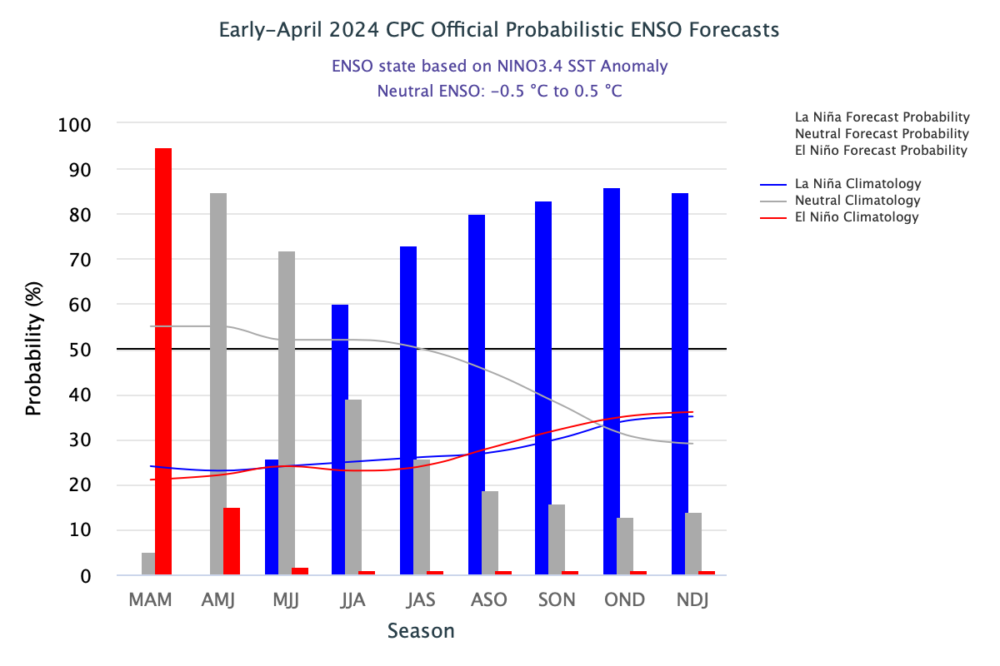 Early-April 2024 CPC Official Probabilistic ENSO Forecasts
ENSO state based on NINO3.4 SST Anomaly
Neutral ENSO: -0.5 °C to 0.5 °C
La Niña Forecast Probability
Neutral Forecast Probability
El Niño Forecast Probability
La Niña Climatology
Neutral Climatology
El Niño Climatology
Probability (%)
100
90
80
70
60
50
40
30
20
10
0
MAM AMJ MJJ JJA JAS ASO SON OND NDJ
Season